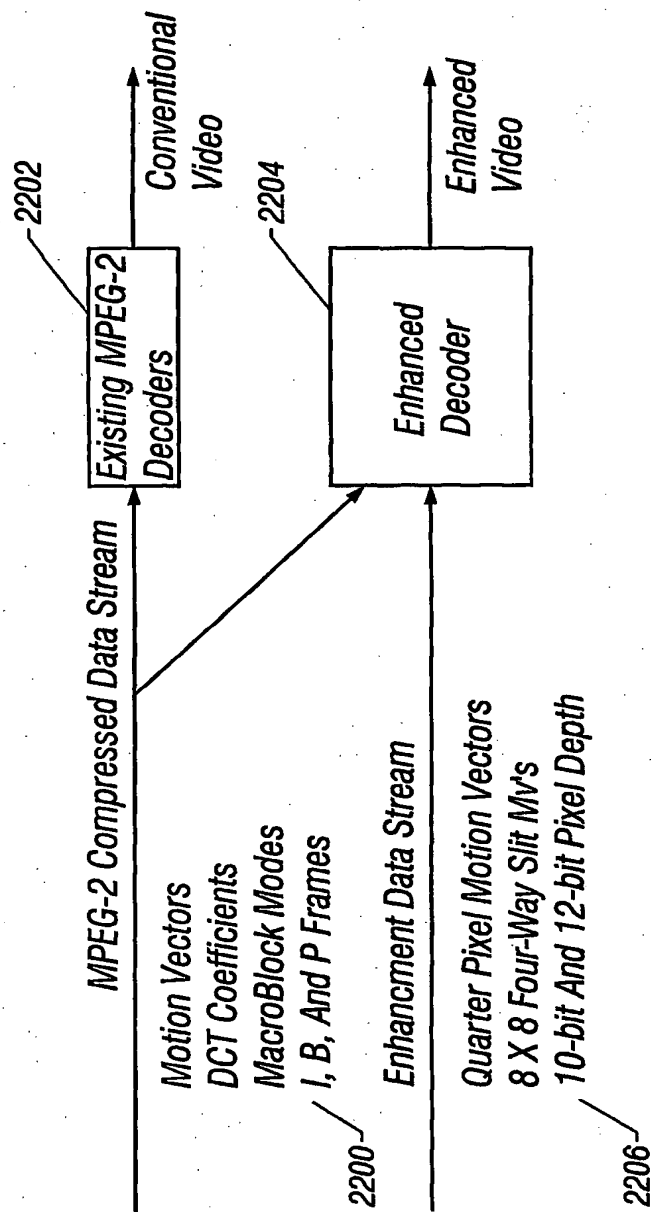 MPEG-2 Compressed Data Stream
Motion Vectors
DCT Coefficients
MacroBlock Modes
I, B, And P Frames
2200
Existing MPEG-2
Decoders
2202
Conventional
Video
Enhancment Data Stream
Quarter Pixel Motion Vectors
8 X 8 Four-Way Slit Mv's
10-bit And 12-bit Pixel Depth
2206
Enhanced
Decoder
2204
Enhanced
Video